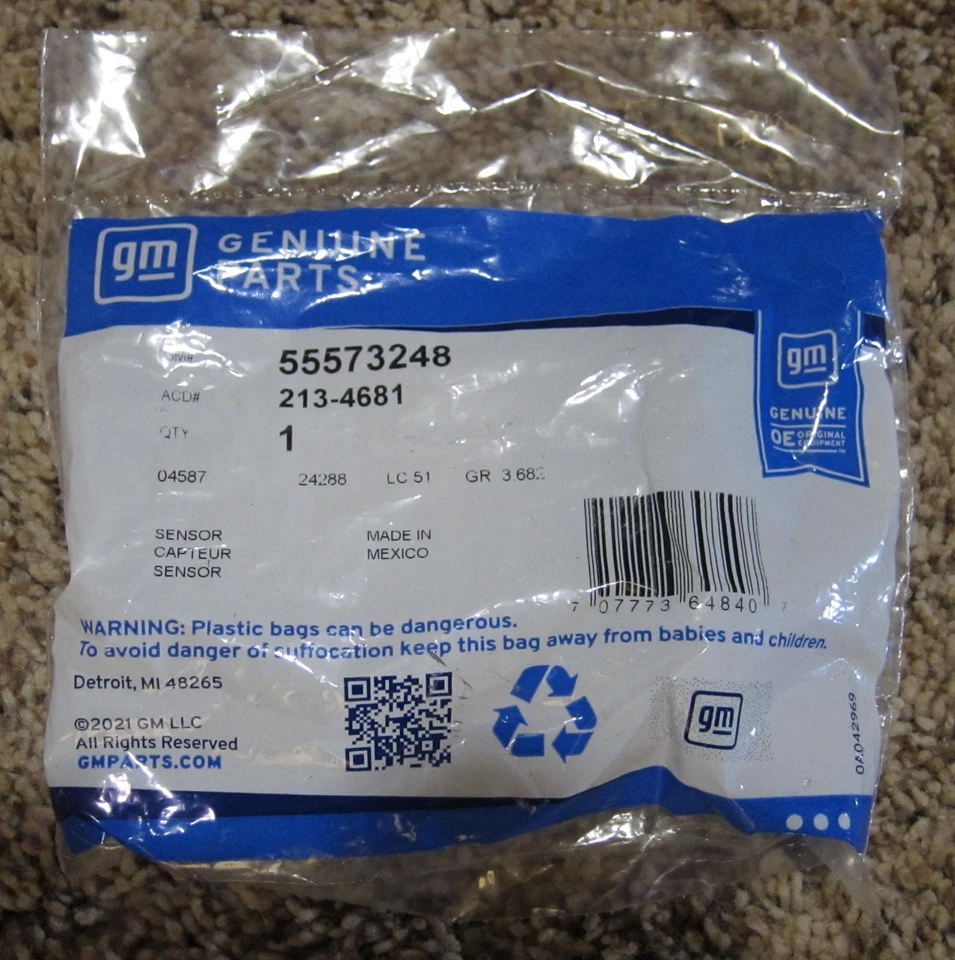 gm GENUINE
PARTS
GM# 55573248
ACD# 213-4681
QTY 1
04587 24288 LC 51 GR 3.682
SENSOR
CAPTEUR
SENSOR
MADE IN
MEXICO
gm
GENUINE
OE ORIGINAL
EQUIPMENT
TM
7 07773 64840 7
WARNING: Plastic bags can be dangerous.
To avoid danger of suffocation keep this bag away from babies and children.
Detroit, MI 48265
©2021 GM LLC
All Rights Reserved
GMPARTS.COM
gm
0A042969